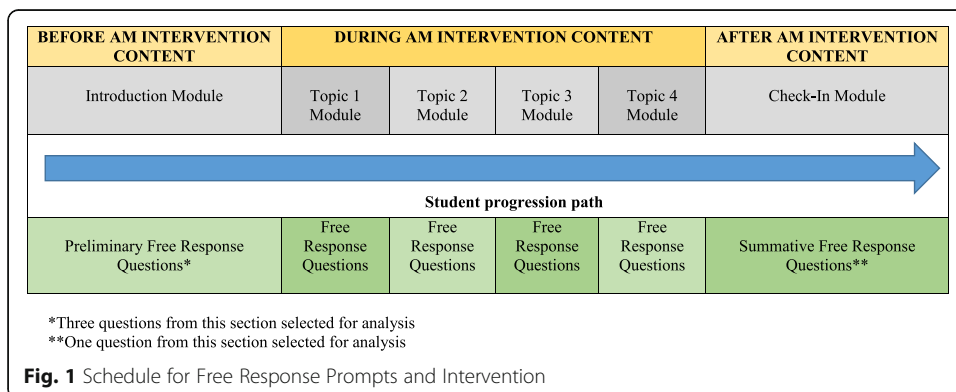 BEFORE AM INTERVENTION
CONTENT
DURING AM INTERVENTION CONTENT
AFTER AM INTERVENTION
CONTENT
Introduction Module
Topic 1
Module
Topic 2
Module
Topic 3
Module
Topic 4
Module
Check-In Module
Student progression path
Preliminary Free Response
Questions*
Free
Response
Questions
Free
Response
Questions
Free
Response
Questions
Free
Response
Questions
Summative Free Response
Questions**
*Three questions from this section selected for analysis
**One question from this section selected for analysis
Fig. 1 Schedule for Free Response Prompts and Intervention